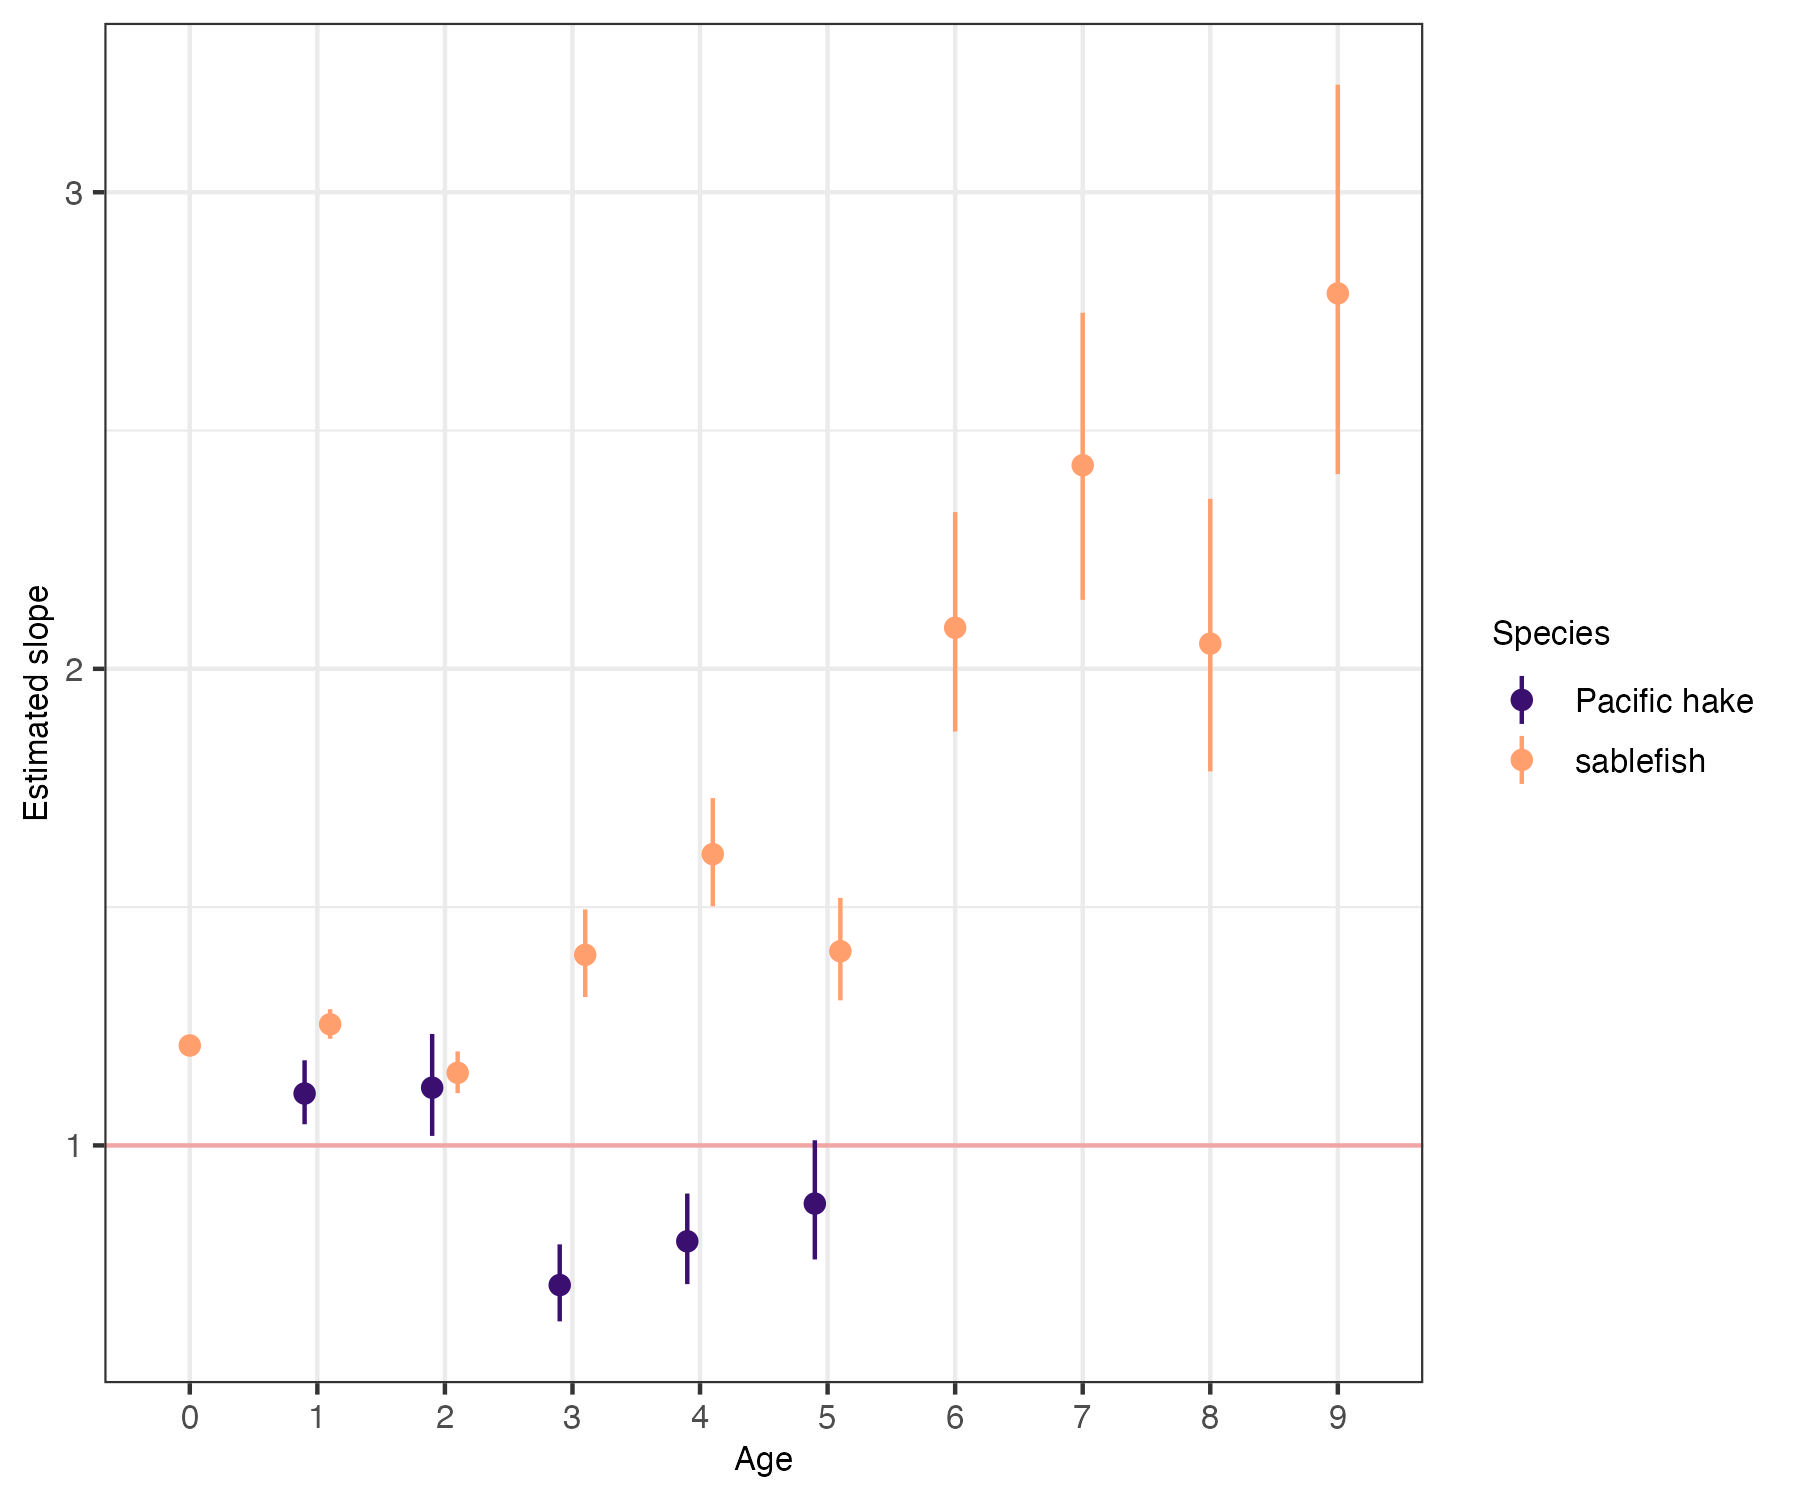 3
2
1
0 1 2 3 4 5 6 7 8 9
Age
Estimated slope
Species
Pacific hake
sablefish